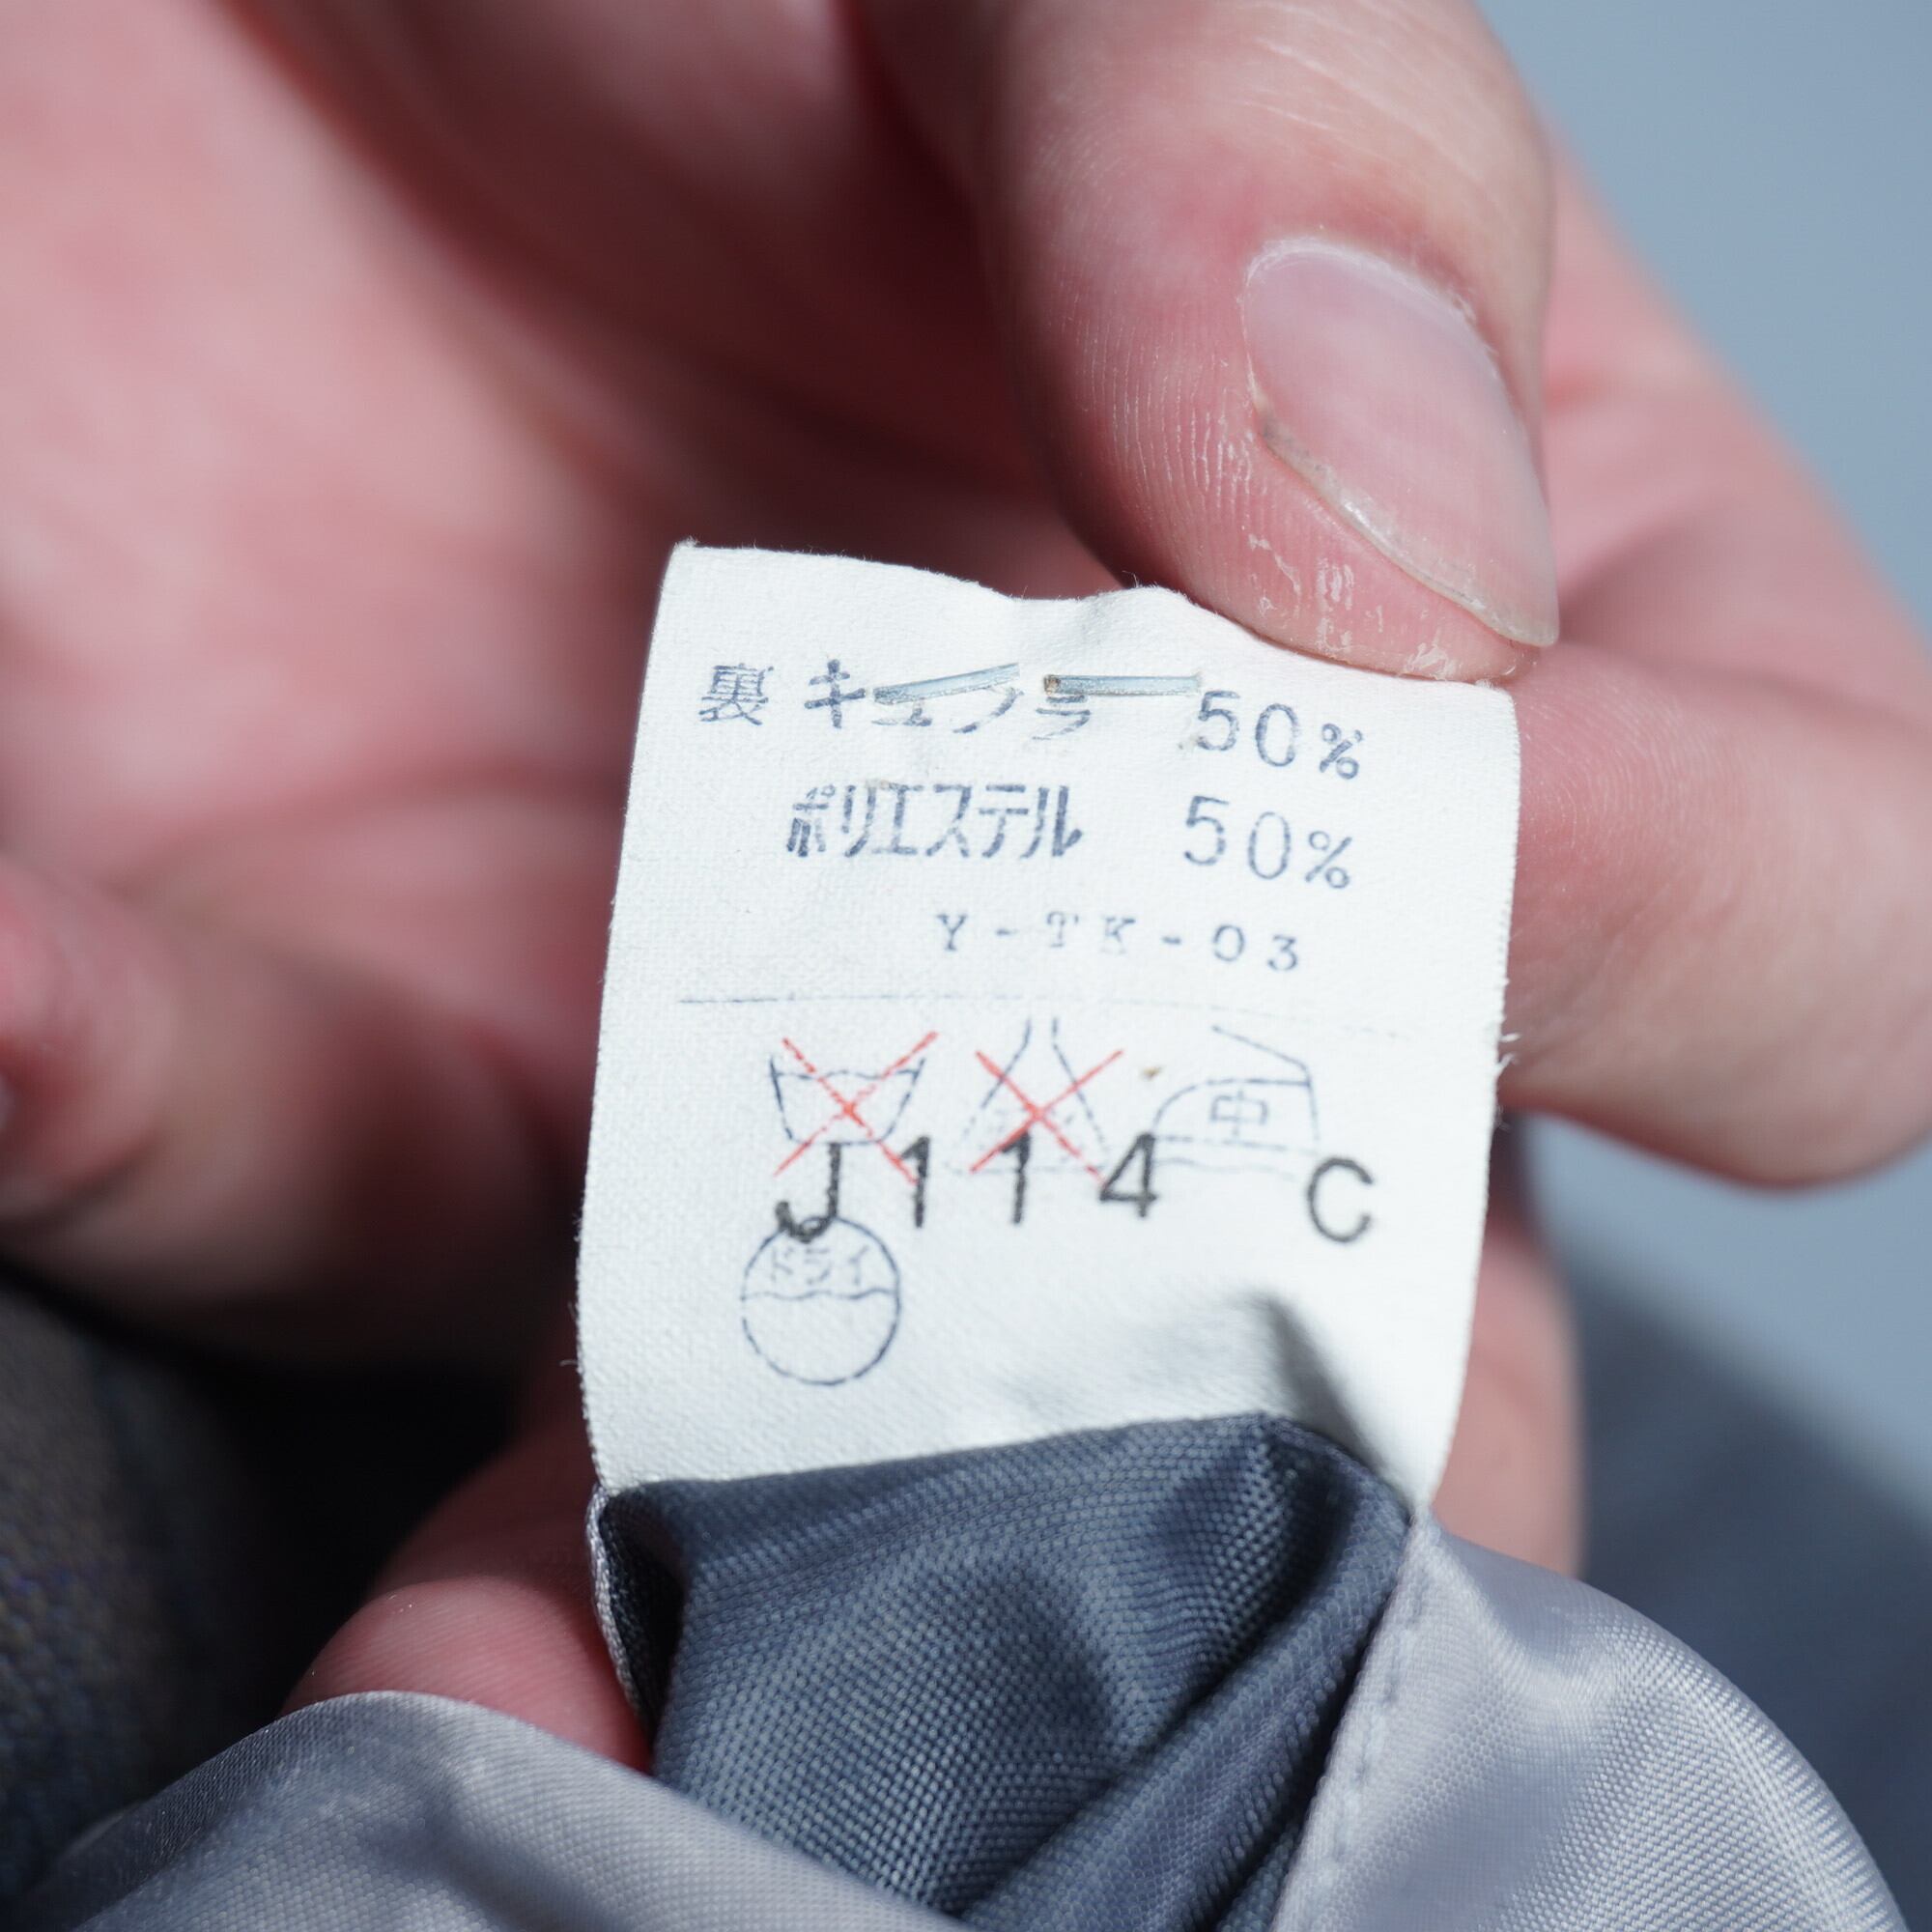 裏 キュプラ 50%
ポリエステル 50%
Y-TK-03
中
J114 C
ドライ